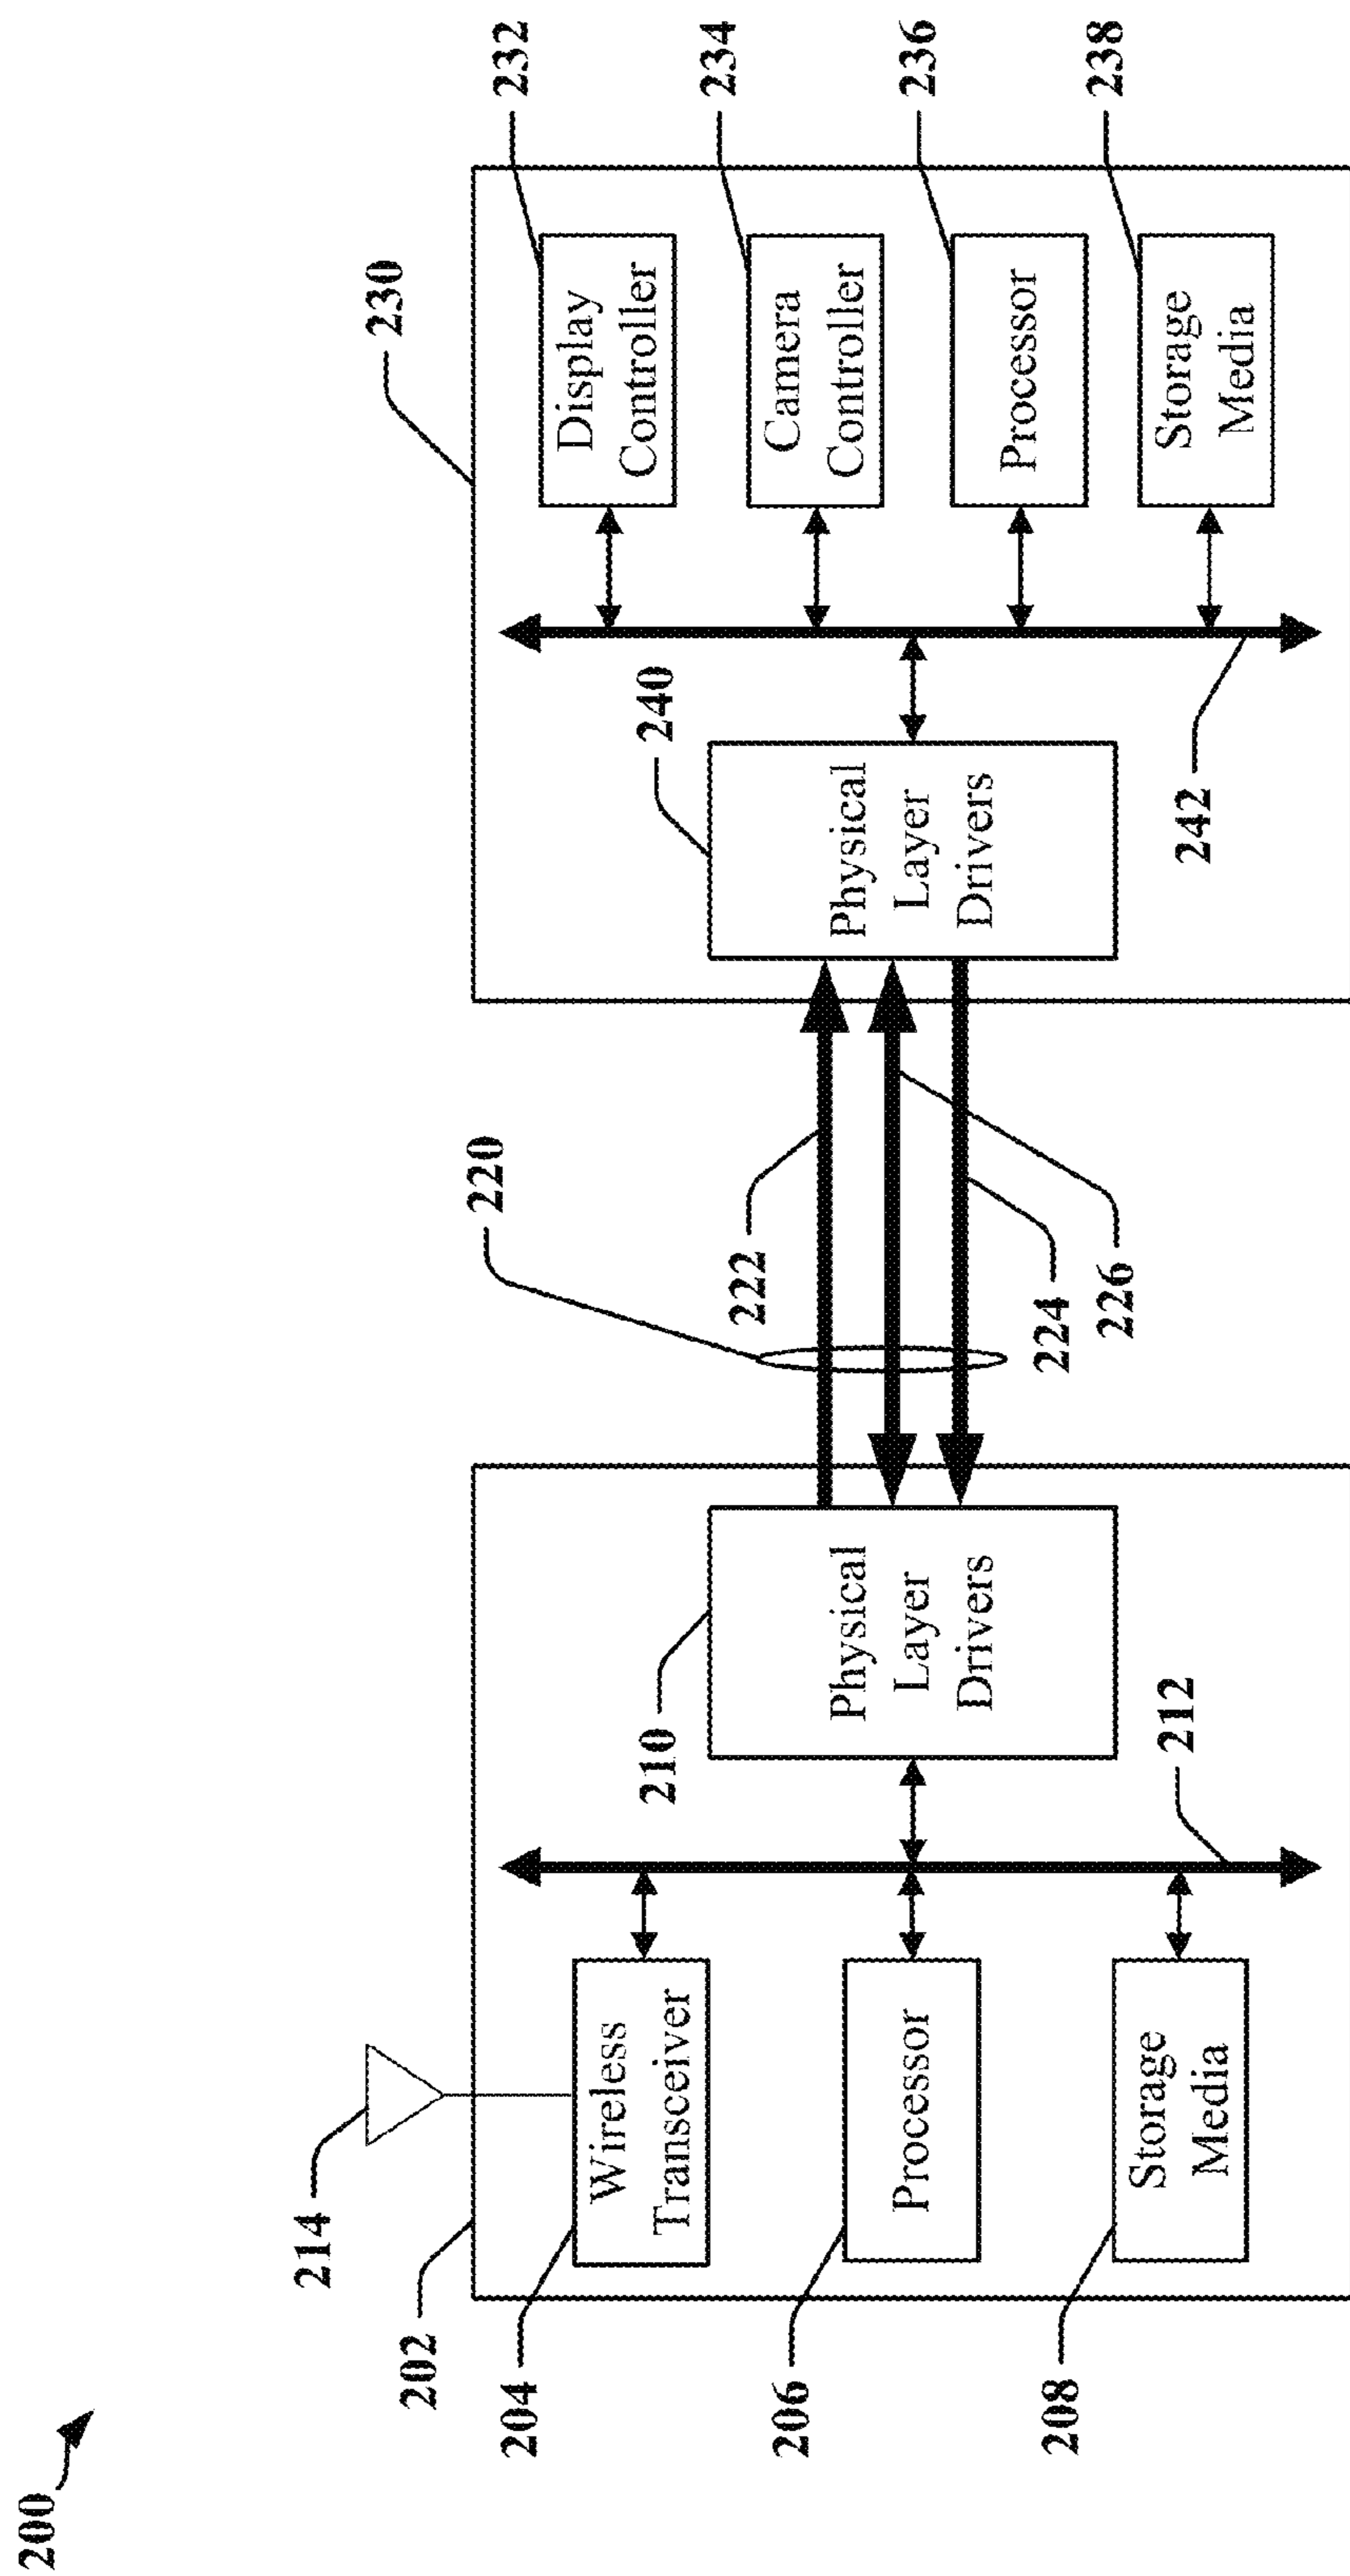 200
214
202
204
Wireless
Transceiver
206
Processor
208
Storage
Media
210
Physical
Layer
Drivers
212
220
222
224
226
230
240
Physical
Layer
Drivers
242
232
Display
Controller
234
Camera
Controller
236
Processor
238
Storage
Media